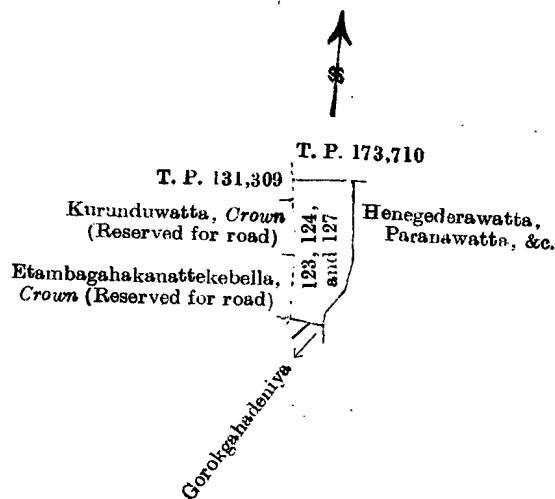 T. P. 173,710
T. P. 131,309
Kurunduwatta, Crown
(Reserved for road)
123, 124,
and 127
Henegederawatta,
Paranawatta, &c.
Etambagahakanattekebella,
Crown (Reserved for road)
Gorokgahadeniya